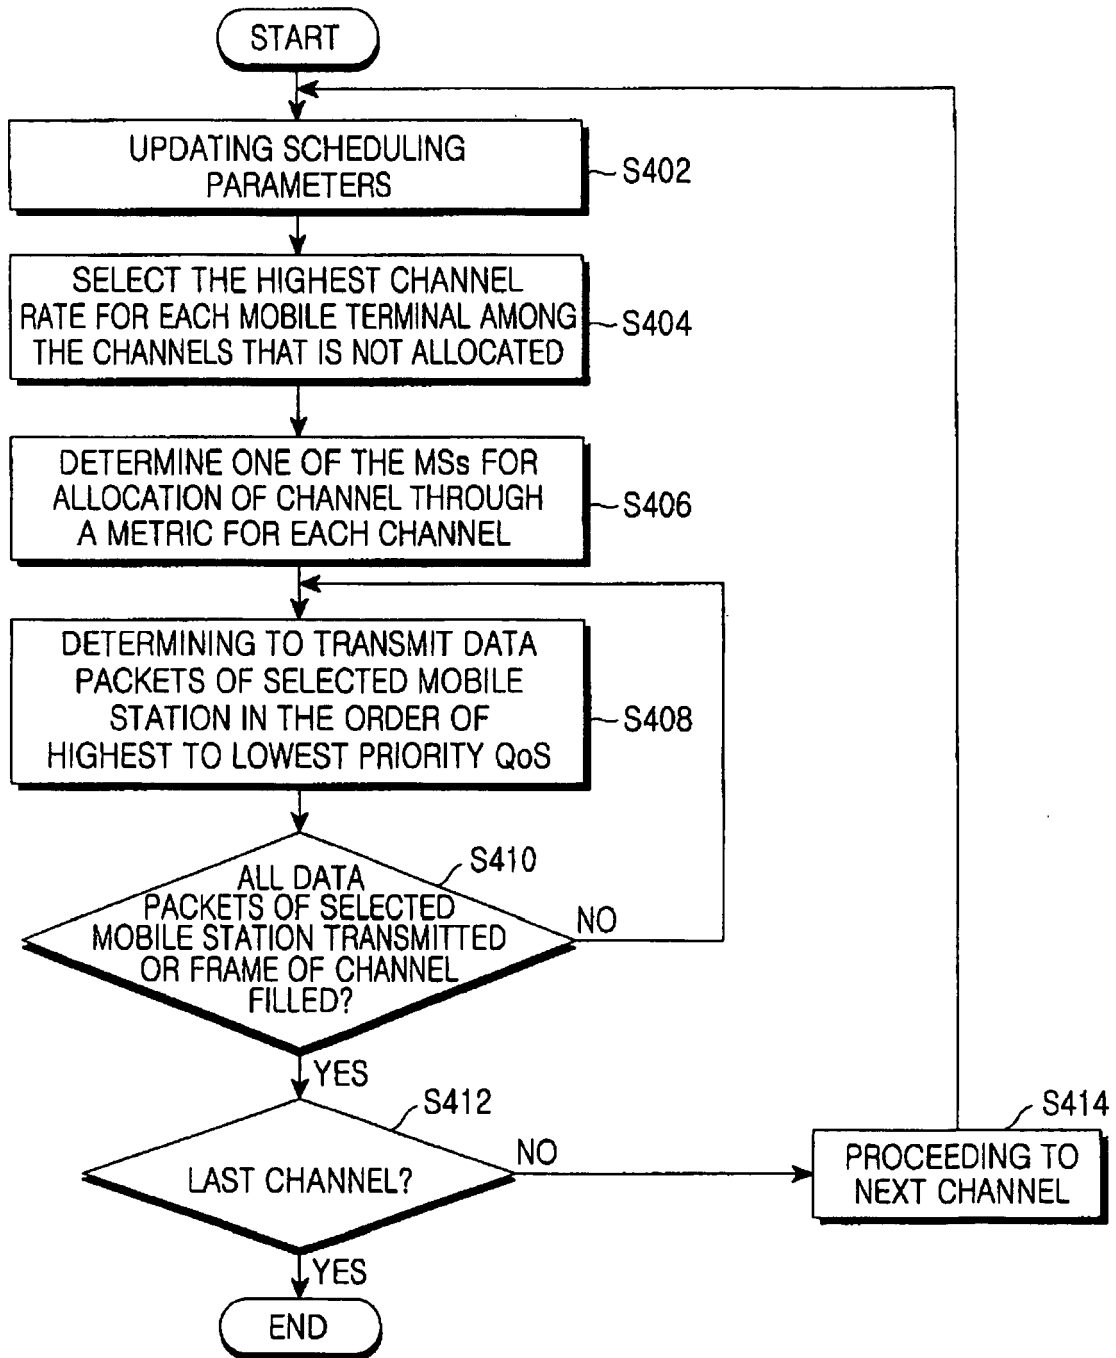 START
UPDATING SCHEDULING
PARAMETERS
S402
SELECT THE HIGHEST CHANNEL
RATE FOR EACH MOBILE TERMINAL AMONG
THE CHANNELS THAT IS NOT ALLOCATED
S404
DETERMINE ONE OF THE MSs FOR
ALLOCATION OF CHANNEL THROUGH
A METRIC FOR EACH CHANNEL
S406
DETERMINING TO TRANSMIT DATA
PACKETS OF SELECTED MOBILE
STATION IN THE ORDER OF
HIGHEST TO LOWEST PRIORITY QoS
S408
S410
ALL DATA
PACKETS OF SELECTED
MOBILE STATION TRANSMITTED
OR FRAME OF CHANNEL
FILLED?
NO
YES
S412
LAST CHANNEL?
NO
S414
PROCEEDING TO
NEXT CHANNEL
YES
END